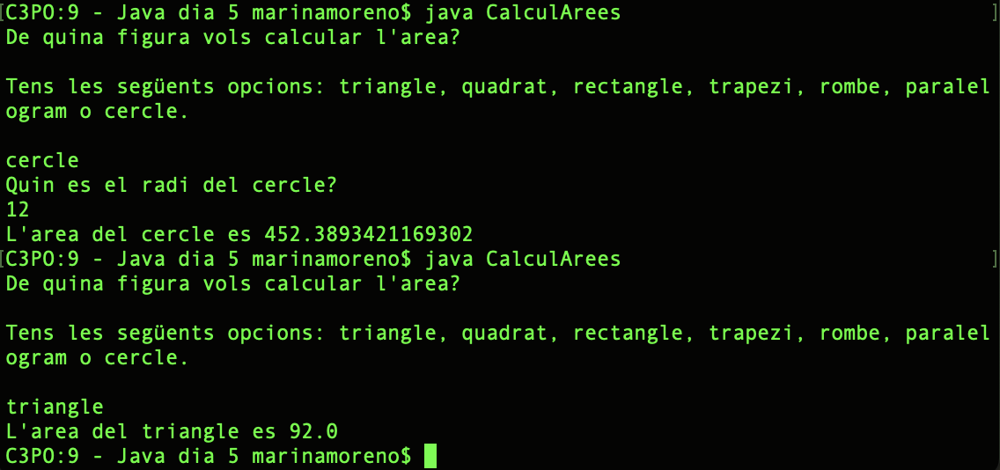 [C3PO:9 - Java dia 5 marinamoreno$ java CalculArees ]
De quina figura vols calcular l'area?
Tens les següents opcions: triangle, quadrat, rectangle, trapezi, rombe, paralel
ogram o cercle.
cercle
Quin es el radi del cercle?
12
L'area del cercle es 452.3893421169302
[C3PO:9 - Java dia 5 marinamoreno$ java CalculArees ]
De quina figura vols calcular l'area?
Tens les següents opcions: triangle, quadrat, rectangle, trapezi, rombe, paralel
ogram o cercle.
triangle
L'area del triangle es 92.0
C3PO:9 - Java dia 5 marinamoreno$